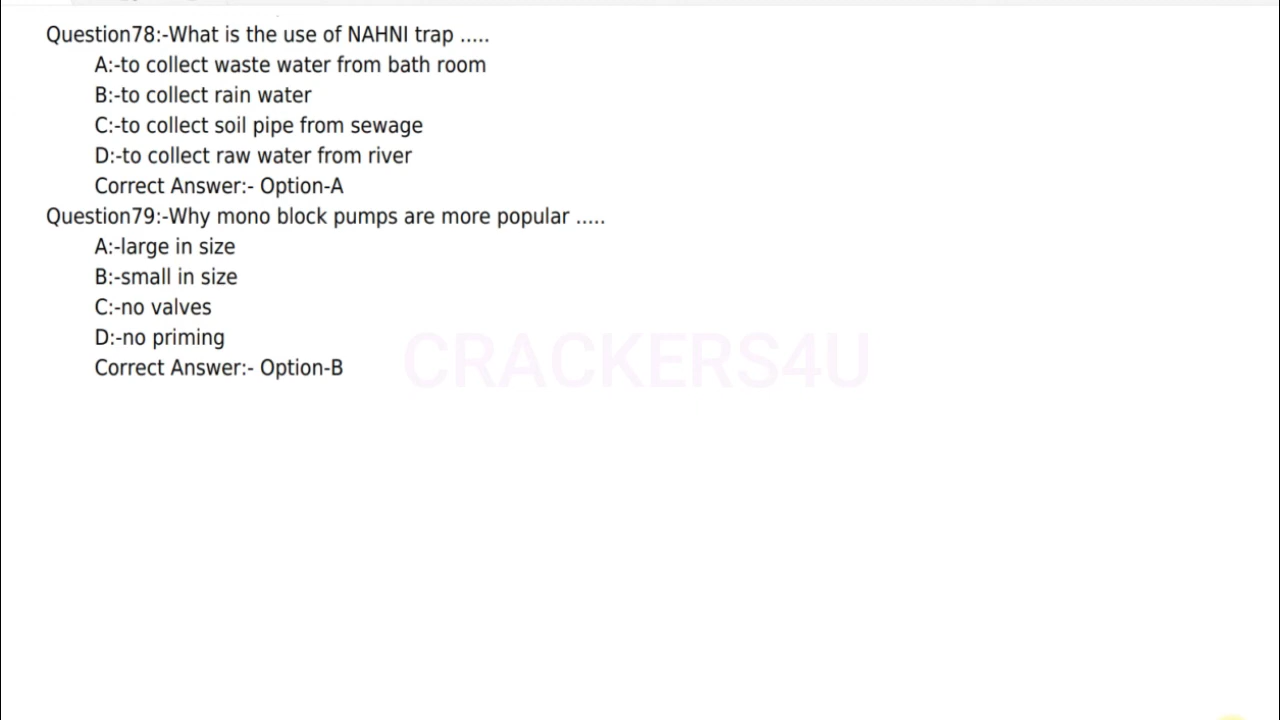 Question78:-What is the use of NAHNI trap .....
A:-to collect waste water from bath room
B:-to collect rain water
C:-to collect soil pipe from sewage
D:-to collect raw water from river
Correct Answer:- Option-A
Question79:-Why mono block pumps are more popular .....
A:-large in size
B:-small in size
C:-no valves
D:-no priming
CRACKERS4U
Correct Answer:- Option-B